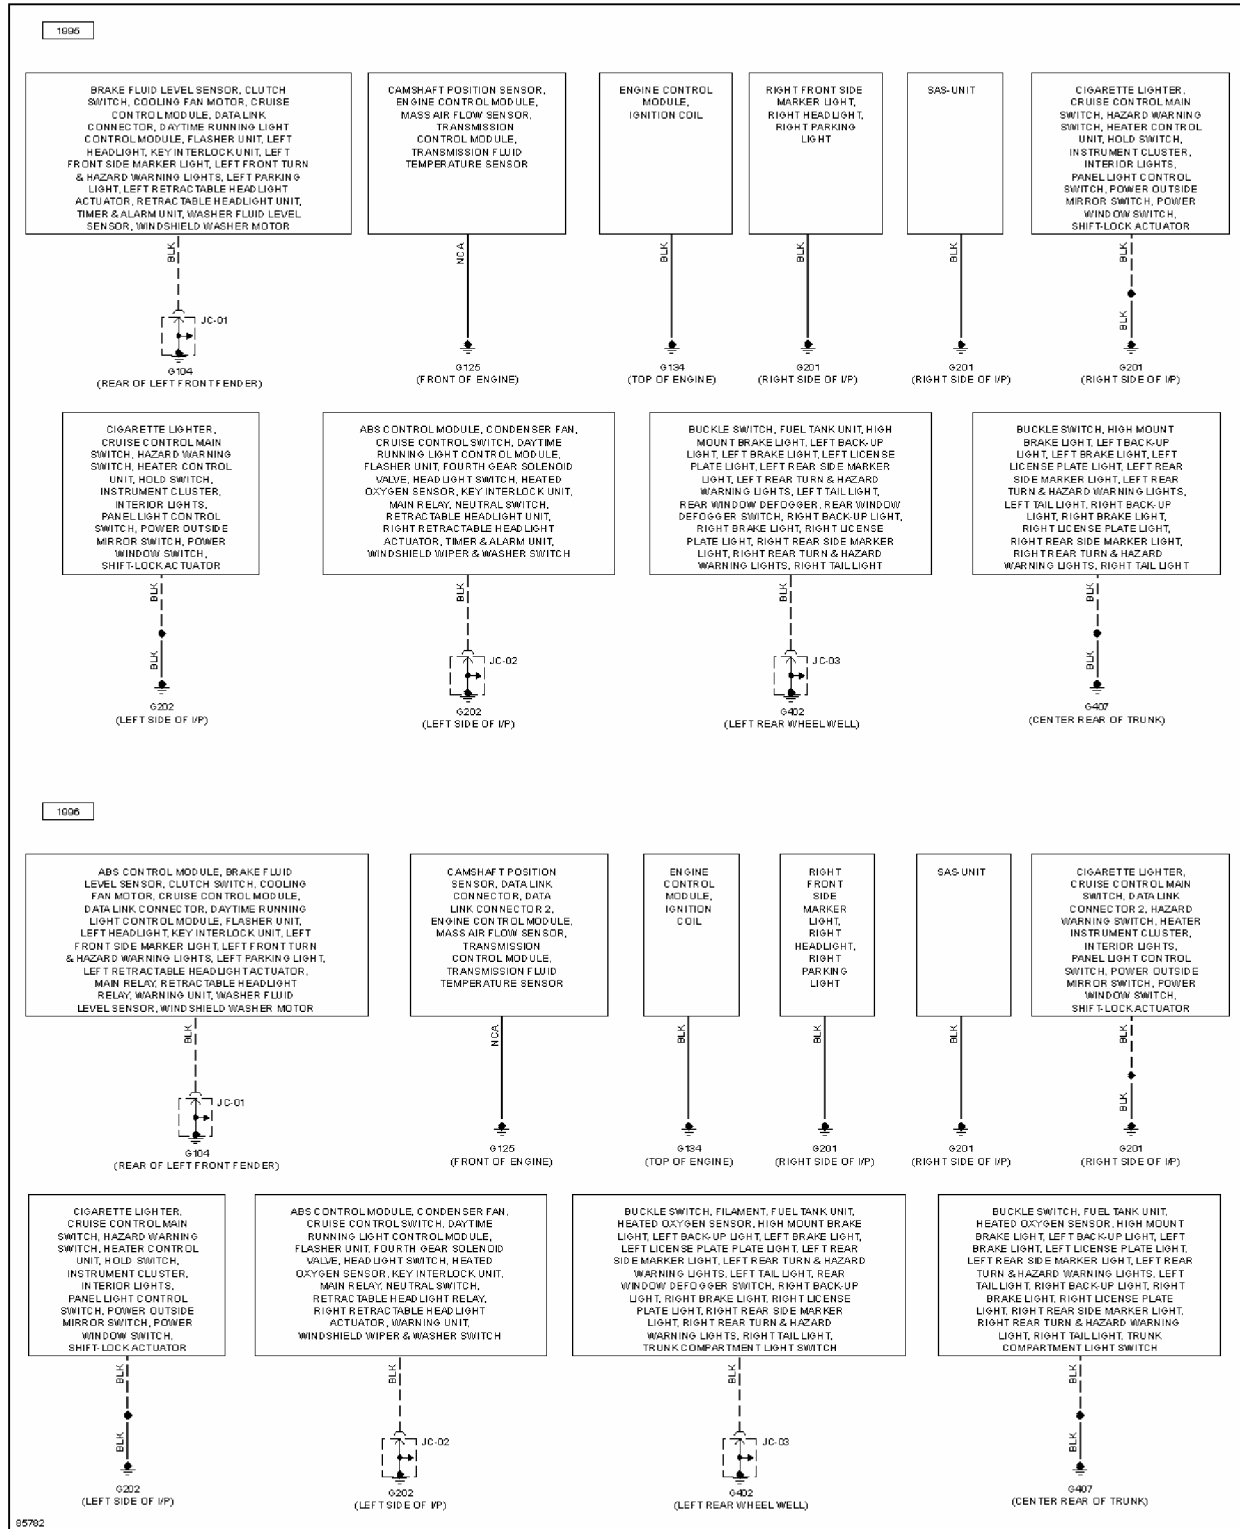 1995
BRAKE FLUID LEVEL SENSOR, CLUTCH
SWITCH, COOLING FAN MOTOR, CRUISE
CONTROL MODULE, DATA LINK
CONNECTOR, DAYTIME RUNNING LIGHT
CONTROL MODULE, FLASHER UNIT, LEFT
HEADLIGHT, KEY INTERLOCK UNIT, LEFT
FRONT SIDE MARKER LIGHT, LEFT FRONT TURN
& HAZARD WARNING LIGHTS, LEFT PARKING
LIGHT, LEFT RETRACTABLE HEADLIGHT
ACTUATOR, RETRACTABLE HEADLIGHT UNIT,
TIMER & ALARM UNIT, WASHER FLUID LEVEL
SENSOR, WINDSHIELD WASHER MOTOR
BLK
JC-01
G104
(REAR OF LEFT FRONT FENDER)
CAMSHAFT POSITION SENSOR,
ENGINE CONTROL MODULE,
MASS AIR FLOW SENSOR,
TRANSMISSION
CONTROL MODULE,
TRANSMISSION FLUID
TEMPERATURE SENSOR
NCA
G125
(FRONT OF ENGINE)
ENGINE CONTROL
MODULE,
IGNITION COIL
BLK
G134
(TOP OF ENGINE)
RIGHT FRONT SIDE
MARKER LIGHT,
RIGHT HEADLIGHT,
RIGHT PARKING
LIGHT
BLK
G201
(RIGHT SIDE OF I/P)
SAS-UNIT
BLK
G201
(RIGHT SIDE OF I/P)
CIGARETTE LIGHTER,
CRUISE CONTROL MAIN
SWITCH, HAZARD WARNING
SWITCH, HEATER CONTROL
UNIT, HOLD SWITCH,
INSTRUMENT CLUSTER,
INTERIOR LIGHTS,
PANEL LIGHT CONTROL
SWITCH, POWER OUTSIDE
MIRROR SWITCH, POWER
WINDOW SWITCH,
SHIFT-LOCK ACTUATOR
BLK
BLK
G201
(RIGHT SIDE OF I/P)
CIGARETTE LIGHTER,
CRUISE CONTROL MAIN
SWITCH, HAZARD WARNING
SWITCH, HEATER CONTROL
UNIT, HOLD SWITCH,
INSTRUMENT CLUSTER,
INTERIOR LIGHTS,
PANEL LIGHT CONTROL
SWITCH, POWER OUTSIDE
MIRROR SWITCH, POWER
WINDOW SWITCH,
SHIFT-LOCK ACTUATOR
BLK
BLK
G202
(LEFT SIDE OF I/P)
ABS CONTROL MODULE, CONDENSER FAN,
CRUISE CONTROL SWITCH, DAYTIME
RUNNING LIGHT CONTROL MODULE,
FLASHER UNIT, FOURTH GEAR SOLENOID
VALVE, HEADLIGHT SWITCH, HEATED
OXYGEN SENSOR, KEY INTERLOCK UNIT,
MAIN RELAY, NEUTRAL SWITCH,
RETRACTABLE HEADLIGHT UNIT,
RIGHT RETRACTABLE HEADLIGHT
ACTUATOR, TIMER & ALARM UNIT,
WINDSHIELD WIPER & WASHER SWITCH
BLK
JC-02
G202
(LEFT SIDE OF I/P)
BUCKLE SWITCH, FUEL TANK UNIT, HIGH
MOUNT BRAKE LIGHT, LEFT BACK-UP
LIGHT, LEFT BRAKE LIGHT, LEFT LICENSE
PLATE LIGHT, LEFT REAR SIDE MARKER
LIGHT, LEFT REAR TURN & HAZARD
WARNING LIGHTS, LEFT TAIL LIGHT,
REAR WINDOW DEFOGGER, REAR WINDOW
DEFOGGER SWITCH, RIGHT BACK-UP LIGHT,
RIGHT BRAKE LIGHT, RIGHT LICENSE
PLATE LIGHT, RIGHT REAR SIDE MARKER
LIGHT, RIGHT REAR TURN & HAZARD
WARNING LIGHTS, RIGHT TAIL LIGHT
BLK
JC-03
G402
(LEFT REAR WHEEL WELL)
BUCKLE SWITCH, HIGH MOUNT
BRAKE LIGHT, LEFT BACK-UP
LIGHT, LEFT BRAKE LIGHT, LEFT
LICENSE PLATE LIGHT, LEFT REAR
SIDE MARKER LIGHT, LEFT REAR
TURN & HAZARD WARNING LIGHTS,
LEFT TAIL LIGHT, RIGHT BACK-UP
LIGHT, RIGHT BRAKE LIGHT,
RIGHT LICENSE PLATE LIGHT,
RIGHT REAR SIDE MARKER LIGHT,
RIGHT REAR TURN & HAZARD
WARNING LIGHTS, RIGHT TAIL LIGHT
BLK
BLK
G407
(CENTER REAR OF TRUNK)
1996
ABS CONTROL MODULE, BRAKE FLUID
LEVEL SENSOR, CLUTCH SWITCH, COOLING
FAN MOTOR, CRUISE CONTROL MODULE,
DATA LINK CONNECTOR, DAYTIME RUNNING
LIGHT CONTROL MODULE, FLASHER UNIT,
LEFT HEADLIGHT, KEY INTERLOCK UNIT, LEFT
FRONT SIDE MARKER LIGHT, LEFT FRONT TURN
& HAZARD WARNING LIGHTS, LEFT PARKING LIGHT,
LEFT RETRACTABLE HEADLIGHT ACTUATOR,
MAIN RELAY, RETRACTABLE HEADLIGHT
RELAY, WARNING UNIT, WASHER FLUID
LEVEL SENSOR, WINDSHIELD WASHER MOTOR
BLK
JC-01
G104
(REAR OF LEFT FRONT FENDER)
CAMSHAFT POSITION
SENSOR, DATA LINK
CONNECTOR, DATA
LINK CONNECTOR 2,
ENGINE CONTROL MODULE,
MASS AIR FLOW SENSOR,
TRANSMISSION
CONTROL MODULE,
TRANSMISSION FLUID
TEMPERATURE SENSOR
NCA
G125
(FRONT OF ENGINE)
ENGINE
CONTROL
MODULE,
IGNITION
COIL
BLK
G134
(TOP OF ENGINE)
RIGHT
FRONT
SIDE
MARKER
LIGHT,
RIGHT
HEADLIGHT,
RIGHT
PARKING
LIGHT
BLK
G201
(RIGHT SIDE OF I/P)
SAS-UNIT
BLK
G201
(RIGHT SIDE OF I/P)
CIGARETTE LIGHTER,
CRUISE CONTROL MAIN
SWITCH, DATA LINK
CONNECTOR 2, HAZARD
WARNING SWITCH, HEATER
INSTRUMENT CLUSTER,
INTERIOR LIGHTS,
PANEL LIGHT CONTROL
SWITCH, POWER OUTSIDE
MIRROR SWITCH, POWER
WINDOW SWITCH,
SHIFT-LOCK ACTUATOR
BLK
BLK
G201
(RIGHT SIDE OF I/P)
CIGARETTE LIGHTER,
CRUISE CONTROL MAIN
SWITCH, HAZARD WARNING
SWITCH, HEATER CONTROL
UNIT, HOLD SWITCH,
INSTRUMENT CLUSTER,
INTERIOR LIGHTS,
PANEL LIGHT CONTROL
SWITCH, POWER OUTSIDE
MIRROR SWITCH, POWER
WINDOW SWITCH,
SHIFT-LOCK ACTUATOR
BLK
BLK
G202
(LEFT SIDE OF I/P)
ABS CONTROL MODULE, CONDENSER FAN,
CRUISE CONTROL SWITCH, DAYTIME
RUNNING LIGHT CONTROL MODULE,
FLASHER UNIT, FOURTH GEAR SOLENOID
VALVE, HEADLIGHT SWITCH, HEATED
OXYGEN SENSOR, KEY INTERLOCK UNIT,
MAIN RELAY, NEUTRAL SWITCH,
RETRACTABLE HEADLIGHT RELAY,
RIGHT RETRACTABLE HEADLIGHT
ACTUATOR, WARNING UNIT,
WINDSHIELD WIPER & WASHER SWITCH
BLK
JC-02
G202
(LEFT SIDE OF I/P)
BUCKLE SWITCH, FILAMENT, FUEL TANK UNIT,
HEATED OXYGEN SENSOR, HIGH MOUNT BRAKE
LIGHT, LEFT BACK-UP LIGHT, LEFT BRAKE LIGHT,
LEFT LICENSE PLATE PLATE LIGHT, LEFT REAR
SIDE MARKER LIGHT, LEFT REAR TURN & HAZARD
WARNING LIGHTS, LEFT TAIL LIGHT, REAR
WINDOW DEFOGGER SWITCH, RIGHT BACK-UP
LIGHT, RIGHT BRAKE LIGHT, RIGHT LICENSE
PLATE LIGHT, RIGHT REAR SIDE MARKER
LIGHT, RIGHT REAR TURN & HAZARD
WARNING LIGHTS, RIGHT TAIL LIGHT,
TRUNK COMPARTMENT LIGHT SWITCH
BLK
JC-03
G402
(LEFT REAR WHEEL WELL)
BUCKLE SWITCH, FUEL TANK UNIT,
HEATED OXYGEN SENSOR, HIGH MOUNT
BRAKE LIGHT, LEFT BACK-UP LIGHT, LEFT
BRAKE LIGHT, LEFT LICENSE PLATE LIGHT,
LEFT REAR SIDE MARKER LIGHT, LEFT REAR
TURN & HAZARD WARNING LIGHTS, LEFT
TAIL LIGHT, RIGHT BACK-UP LIGHT, RIGHT
BRAKE LIGHT, RIGHT LICENSE PLATE
LIGHT, RIGHT REAR SIDE MARKER LIGHT,
RIGHT REAR TURN & HAZARD WARNING
LIGHT, RIGHT TAIL LIGHT, TRUNK
COMPARTMENT LIGHT SWITCH
BLK
BLK
G407
(CENTER REAR OF TRUNK)
85782